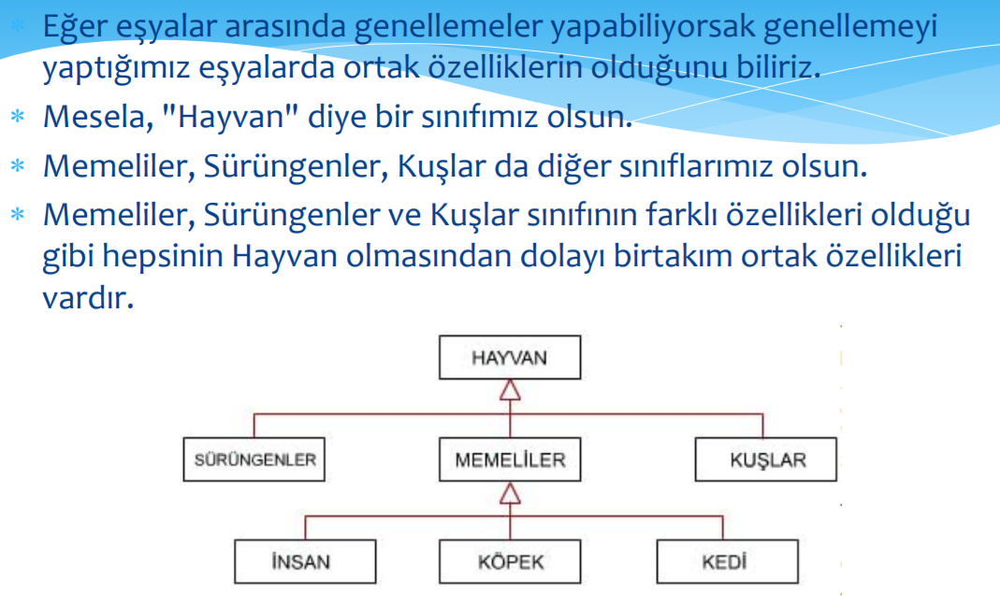 * Eğer eşyalar arasında genellemeler yapabiliyorsak genellemeyi
yaptığımız eşyalarda ortak özelliklerin olduğunu biliriz.
* Mesela, "Hayvan" diye bir sınıfımız olsun.
* Memeliler, Sürüngenler, Kuşlar da diğer sınıflarımız olsun.
* Memeliler, Sürüngenler ve Kuşlar sınıfının farklı özellikleri olduğu
gibi hepsinin Hayvan olmasından dolayı birtakım ortak özellikleri
vardır.
HAYVAN
SÜRÜNGENLER
MEMELİLER
KUŞLAR
İNSAN
KÖPEK
KEDİ